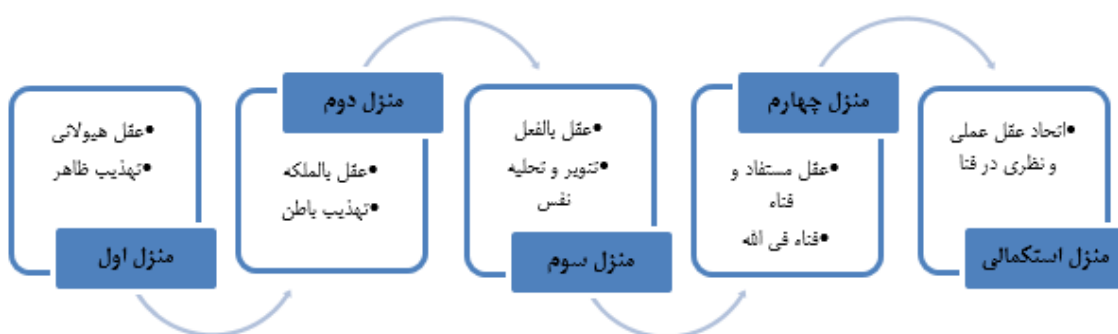 •عقل هیولانی
•تهذیب ظاهر
منزل اول
منزل دوم
•عقل بالملکه
•تهذیب باطن
•عقل بالفعل
•تنویر و تحلیه
نفس
منزل سوم
منزل چهارم
•عقل مستفاد و
فناء
•فناء فی الله
•اتحاد عقل عملی
و نظری در فنا
منزل استکمالی